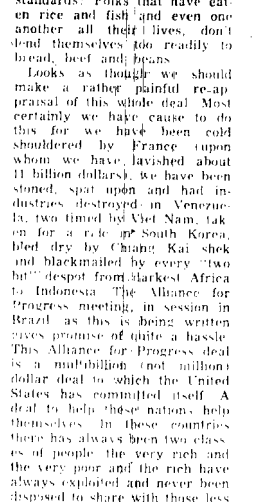 standards. Folks that have eat-
en rice and fish and even one
another all their lives, don't
lend themselves too readily to
bread, beef and beans
Looks as though we should
make a rather painful re-ap
praisal of this whole deal Most
certainly we have cause to do
this for we have been cold
shouldered by France (upon
whom we have lavished about
11 billion dollars), we have been
stoned, spat upon and had in-
dustries destroyed in Venezue-
la, two timed by Viet Nam, tak
en for a ride in South Korea,
bled dry by Chiang Kai shek
and blackmailed by every "two
bit" despot from darkest Africa
to Indonesia The Alliance for
Progress meeting, in session in
Brazil as this is being written
gives promise of quite a hassle
This Alliance for Progress deal
is a multibillion (not million)
dollar deal to which the United
States has committed itself. A
deal to help these nations help
themselves In these countries
there has always been two class-
es of people the very rich and
the very poor and the rich have
always exploited and never been
disposed to share with those less